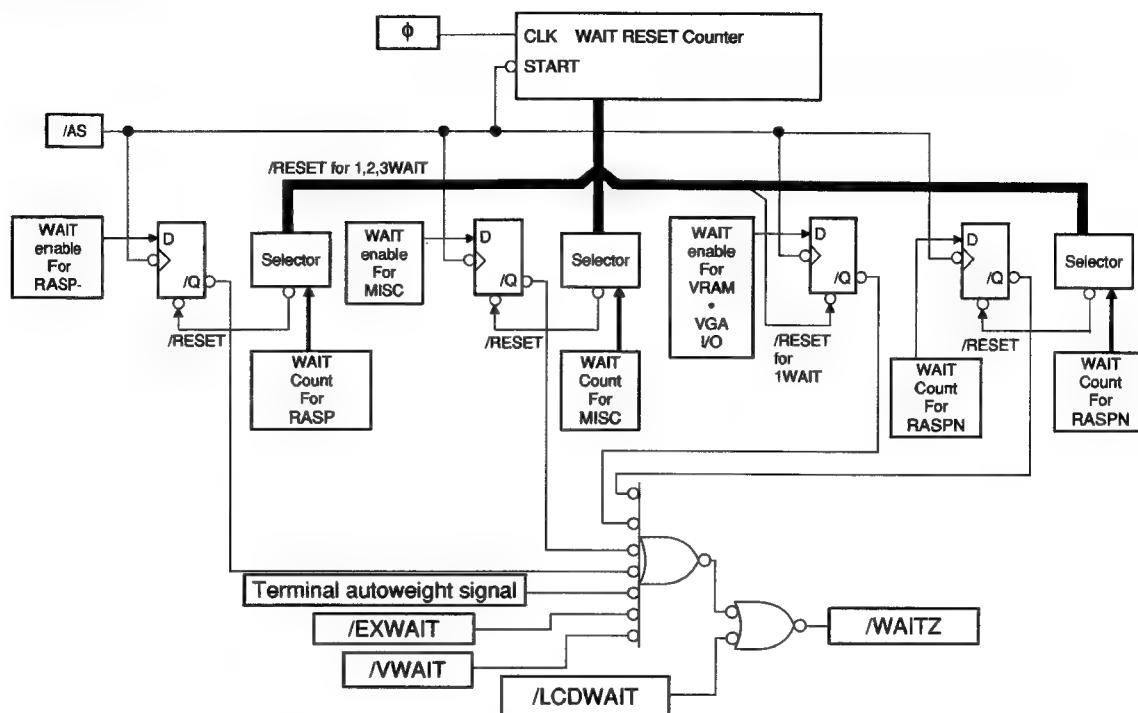 ϕ
CLK WAIT RESET Counter
START
/AS
/RESET for 1,2,3WAIT
WAIT
enable
For
RASP-
D
/Q
Selector
/RESET
WAIT
Count
For
RASP
WAIT
enable
For
MISC
D
/Q
Selector
/RESET
WAIT
Count
For
MISC
WAIT
enable
For
VRAM
•
VGA
I/O
D
/Q
/RESET
for
1WAIT
D
/Q
Selector
/RESET
WAIT
Count
For
RASPN
WAIT
Count
For
RASPN
Terminal autoweight signal
/EXWAIT
/VWAIT
/LCDWAIT
/WAITZ